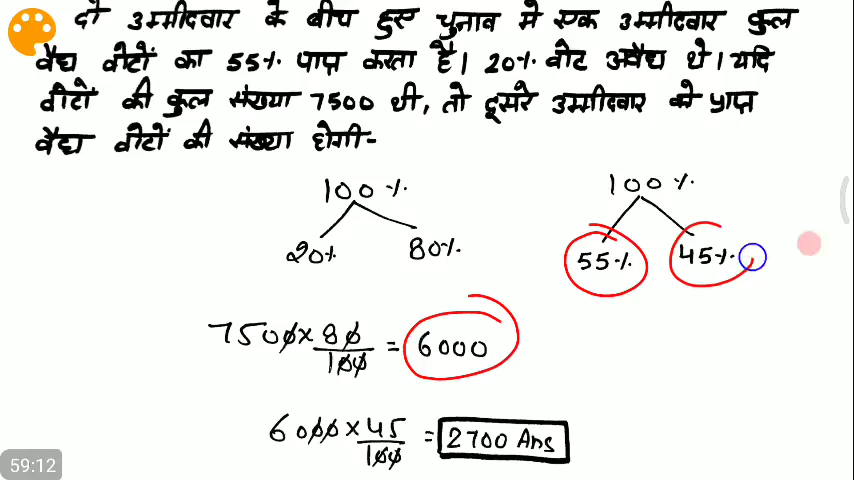 दो उम्मीदवार के बीच हुए चुनाव मे एक उम्मीदवार कुल
वैध वोटों का 55% प्राप्त करता है। 20% वोट अवैध थे। यदि
वोटों की कुल संख्या 7500 थी, तो दूसरे उम्मीदवार को प्राप्त
वैध वोटों की संख्या होगी-
100% 100%
20% 80% 55% 45%
7500 × 80/100 = 6000
6000 × 45/100 = 2700 Ans
59:12